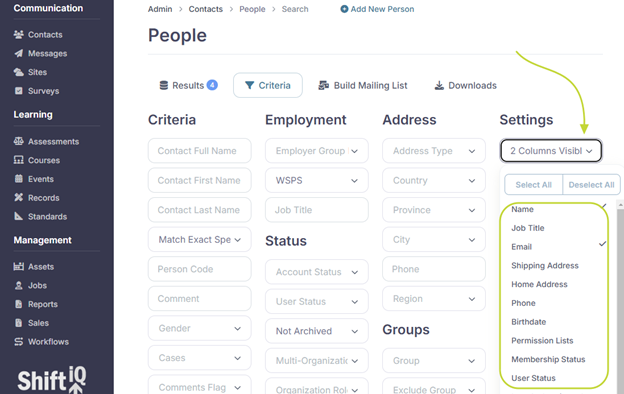 Communication
Contacts
Messages
Sites
Surveys
Learning
Assessments
Courses
Events
Records
Standards
Management
Assets
Jobs
Reports
Sales
Workflows
Shift iQ
Admin > Contacts > People > Search
Add New Person
People
Results 4
Criteria
Build Mailing List
Downloads
Criteria
Contact Full Name
Contact First Name
Contact Last Name
Match Exact Spe
Person Code
Comment
Gender
Cases
Comments Flag
Employment
Employer Group
WSPS
Job Title
Status
Account Status
User Status
Not Archived
Multi-Organizatio
Organization Role
Address
Address Type
Country
Province
City
Phone
Region
Groups
Group
Exclude Group
Settings
2 Columns Visibl
Select All
Deselect All
Name
Job Title
Email
Shipping Address
Home Address
Phone
Birthdate
Permission Lists
Membership Status
User Status